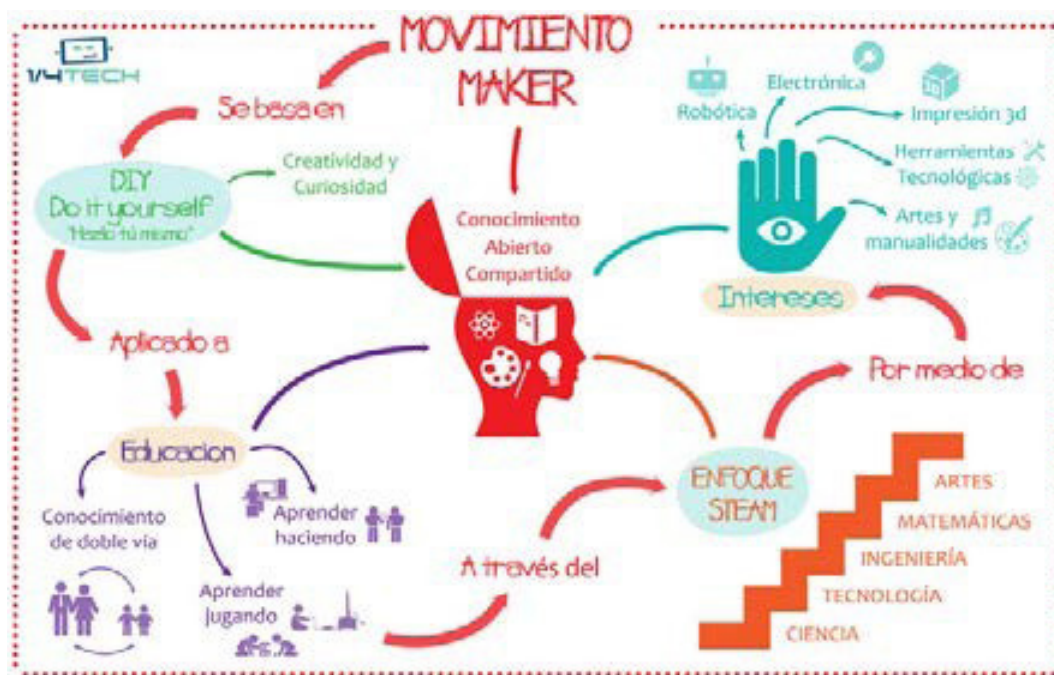 MOVIMIENTO
MAKER
1/4TECH
Se basa en
DIY
Do it yourself
"Hazlo tú mismo"
Creatividad y
Curiosidad
Conocimiento
Abierto
Compartido
Robótica
Electrónica
Impresión 3d
Herramientas
Tecnológicas
Artes y
manualidades
Intereses
Aplicado a
Educacion
Conocimiento
de doble vía
Aprender
haciendo
Aprender
Jugando
A través del
ENFOQUE
STEAM
Por medio de
ARTES
MATEMÁTICAS
INGENIERÍA
TECNOLOGÍA
CIENCIA